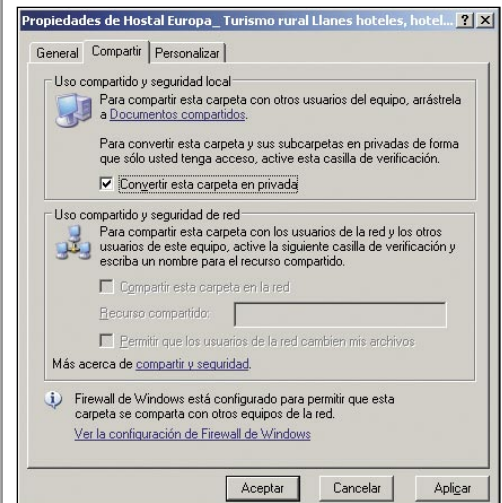 Propiedades de Hostal Europa_ Turismo rural Llanes hoteles, hotel...
General Compartir Personalizar
Uso compartido y seguridad local
Para compartir esta carpeta con otros usuarios del equipo, arrástrela
a Documentos compartidos.
Para convertir esta carpeta y sus subcarpetas en privadas de forma
que sólo usted tenga acceso, active esta casilla de verificación.
Convertir esta carpeta en privada
Uso compartido y seguridad de red
Para compartir esta carpeta con los usuarios de la red y los otros
usuarios de este equipo, active la siguiente casilla de verificación y
escriba un nombre para el recurso compartido.
Compartir esta carpeta en la red
Recurso compartido:
Permitir que los usuarios de la red cambien mis archivos
Más acerca de compartir y seguridad.
Firewall de Windows está configurado para permitir que esta
carpeta se comparta con otros equipos de la red.
Ver la configuración de Firewall de Windows
Aceptar Cancelar Aplicar